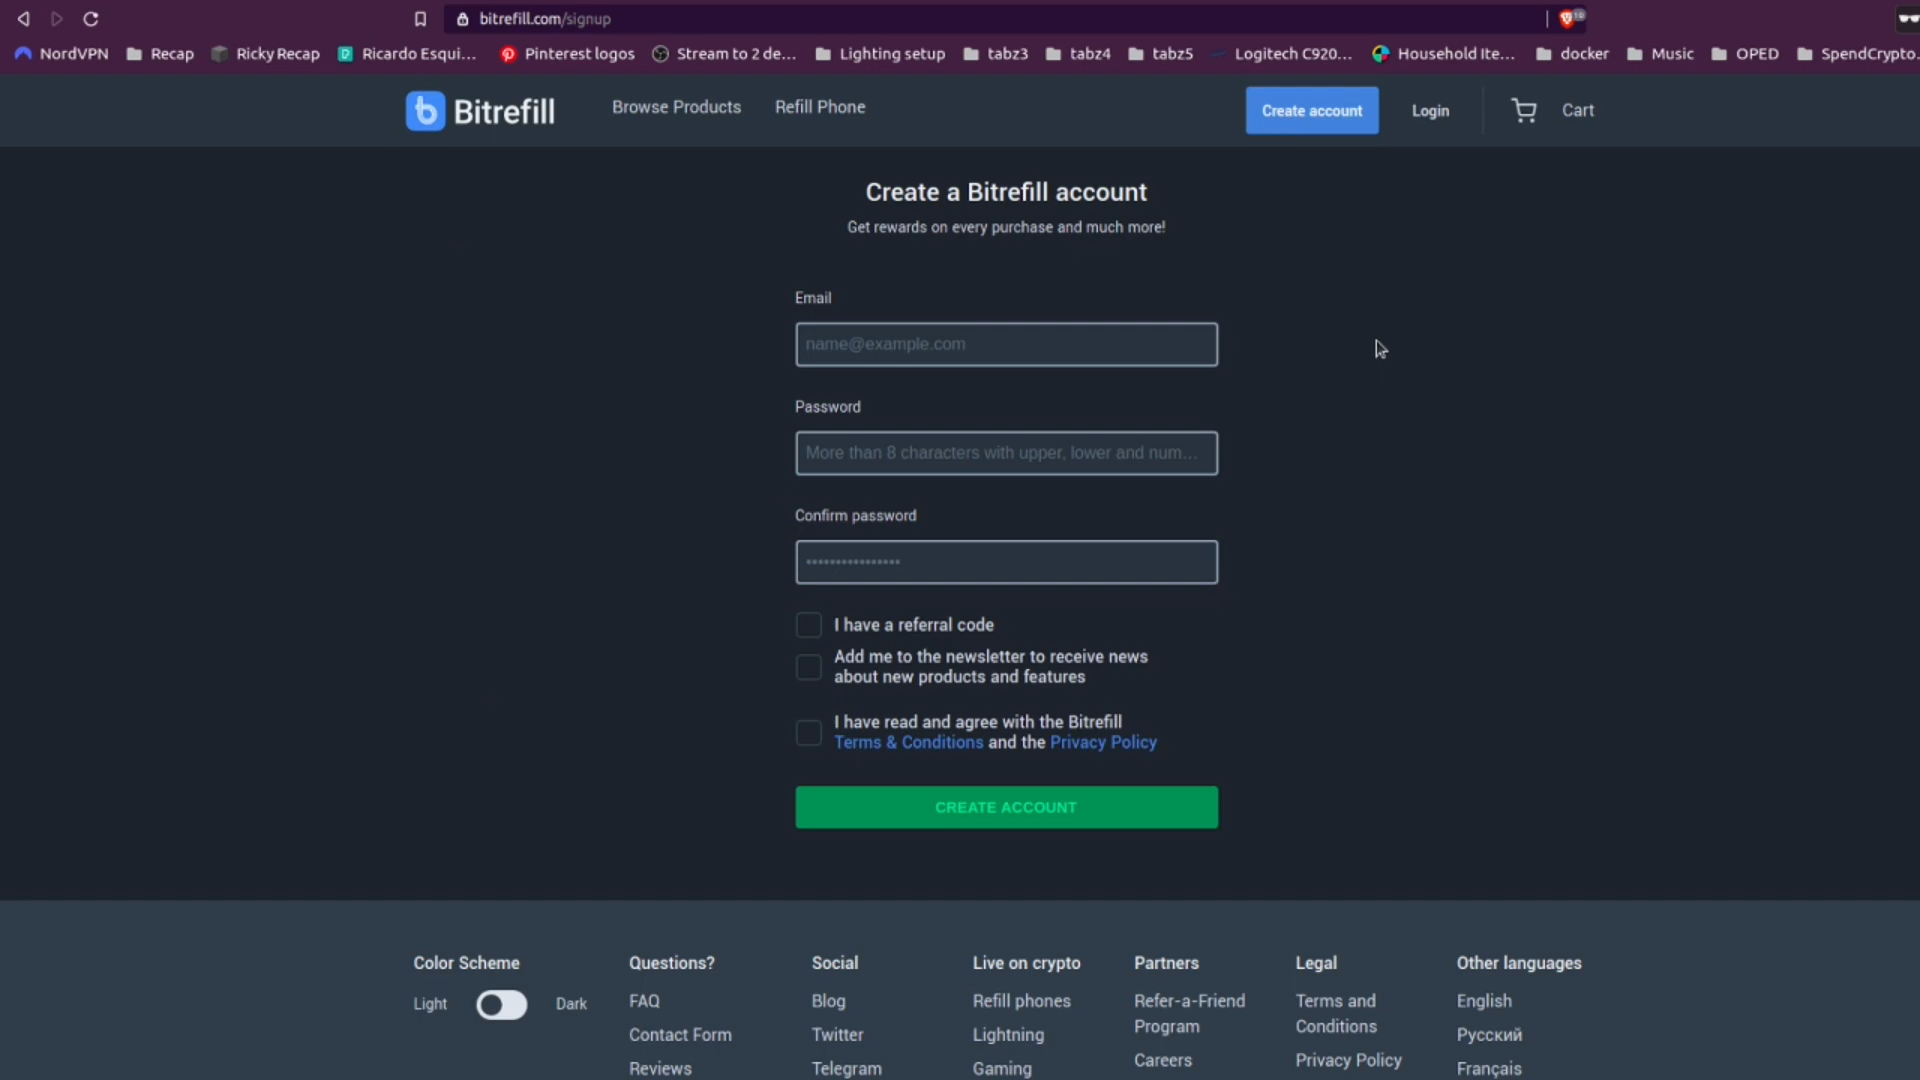 bitrefill.com/signup
NordVPN Recap Ricky Recap Ricardo Esqui... Pinterest logos Stream to 2 de... Lighting setup tabz3 tabz4 tabz5 Logitech C920... Household Ite... docker Music OPED SpendCrypto.
Bitrefill Browse Products Refill Phone Create account Login Cart
Create a Bitrefill account
Get rewards on every purchase and much more!
Email
name@example.com
Password
More than 8 characters with upper, lower and num...
Confirm password
I have a referral code
Add me to the newsletter to receive news
about new products and features
I have read and agree with the Bitrefill
Terms & Conditions and the Privacy Policy
CREATE ACCOUNT
Color Scheme
Light Dark
Questions?
FAQ
Contact Form
Reviews
Social
Blog
Twitter
Telegram
Live on crypto
Refill phones
Lightning
Gaming
Partners
Refer-a-Friend
Program
Careers
Legal
Terms and
Conditions
Privacy Policy
Other languages
English
Русский
Français